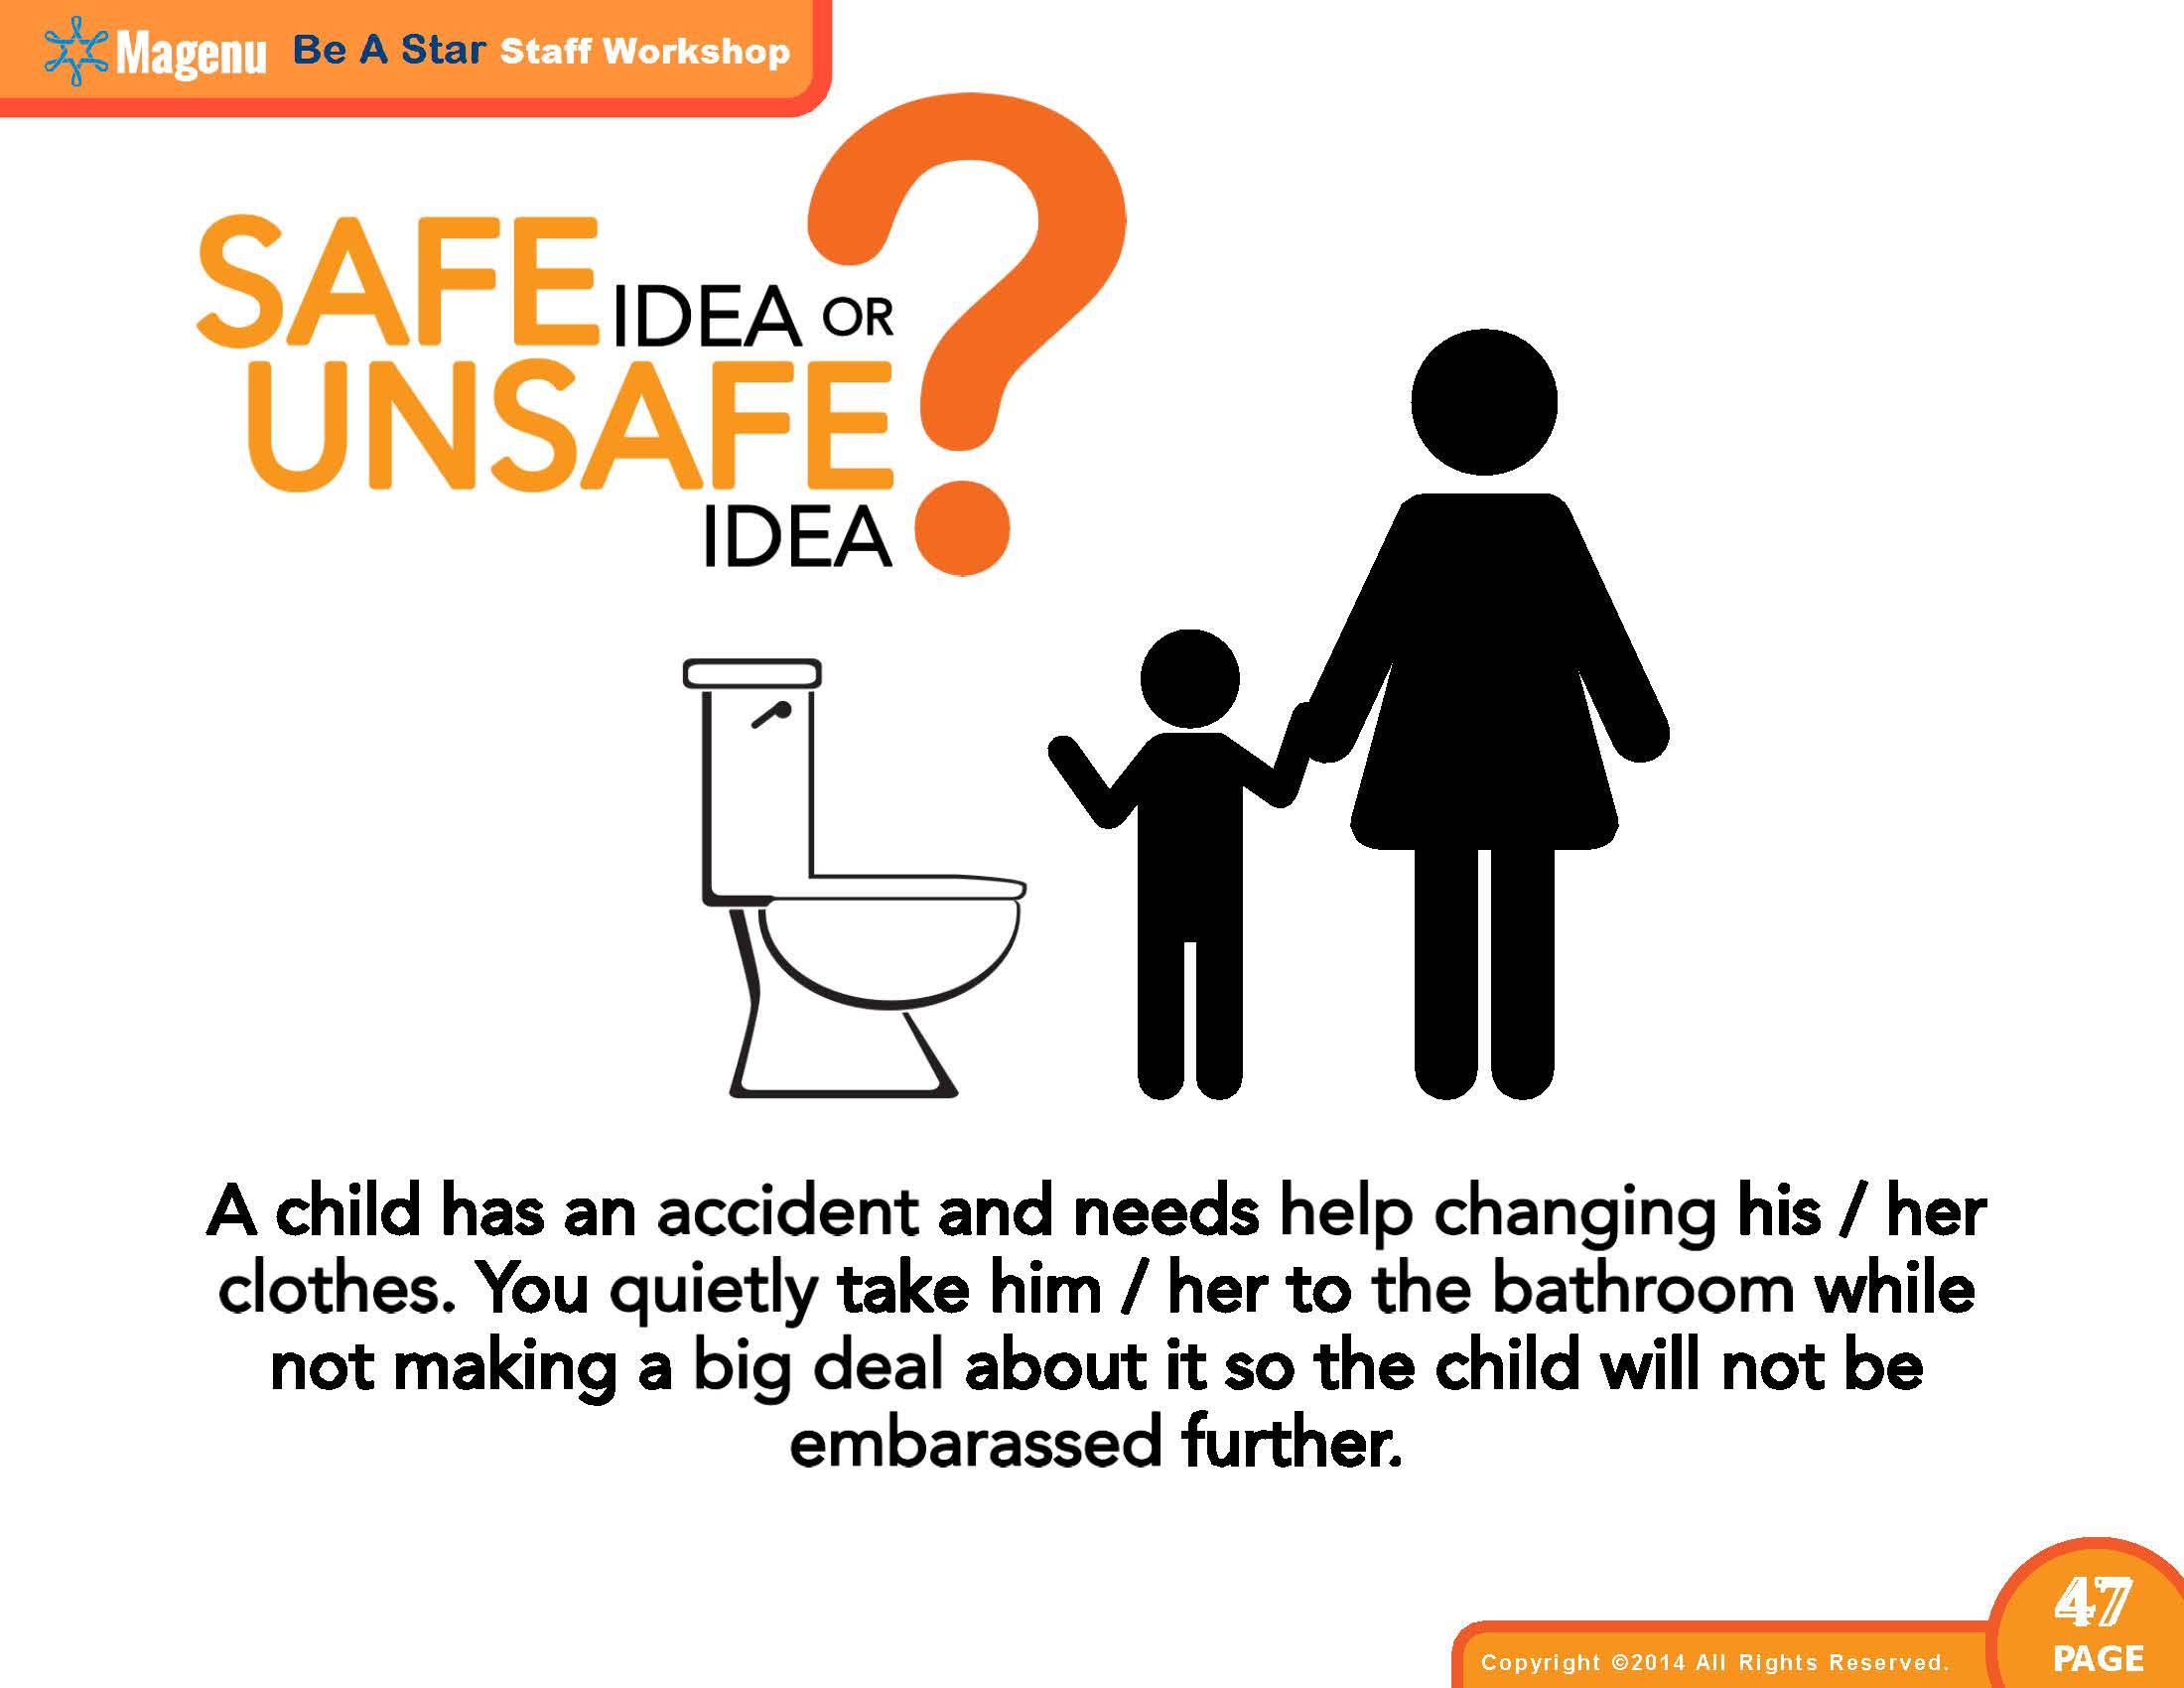 Magenu Be A Star Staff Workshop
SAFE IDEA OR
UNSAFE
IDEA
?
A child has an accident and needs help changing his / her
clothes. You quietly take him / her to the bathroom while
not making a big deal about it so the child will not be
embarassed further.
47
PAGE
Copyright ©2014 All Rights Reserved.